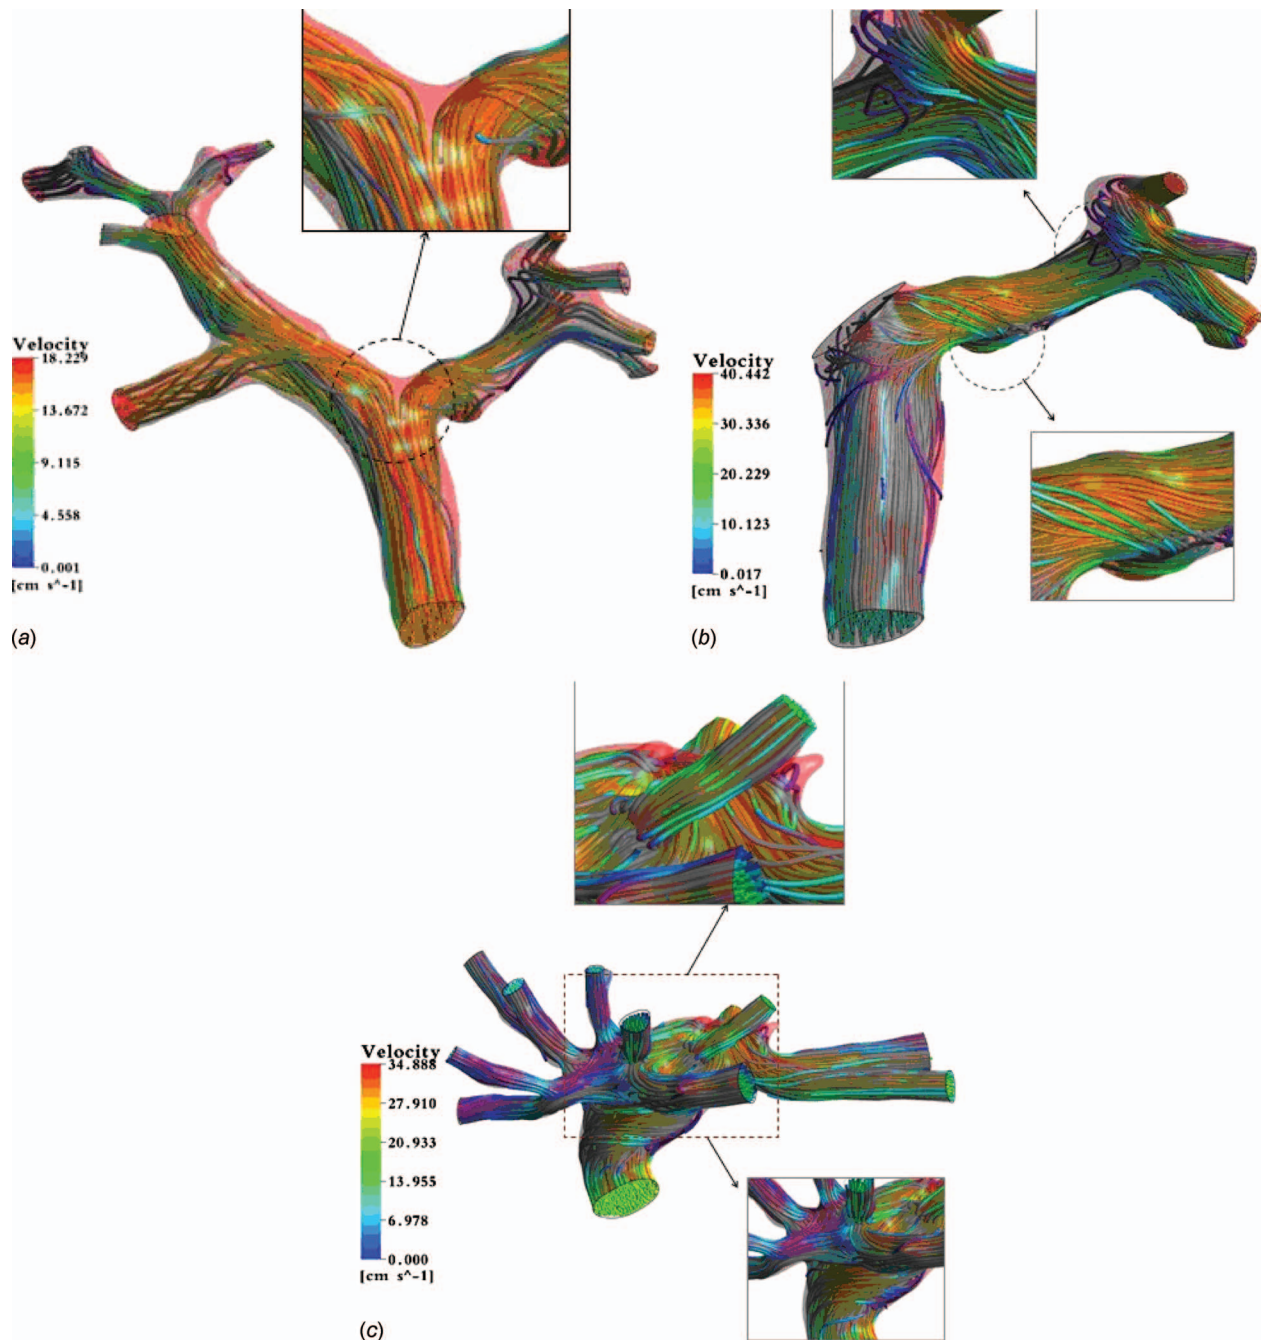 Velocity
18.229
13.672
9.115
4.558
0.001
[cm s^-1]
(a)
Velocity
40.442
30.336
20.229
10.123
0.017
[cm s^-1]
(b)
Velocity
34.888
27.910
20.933
13.955
6.978
0.000
[cm s^-1]
(c)